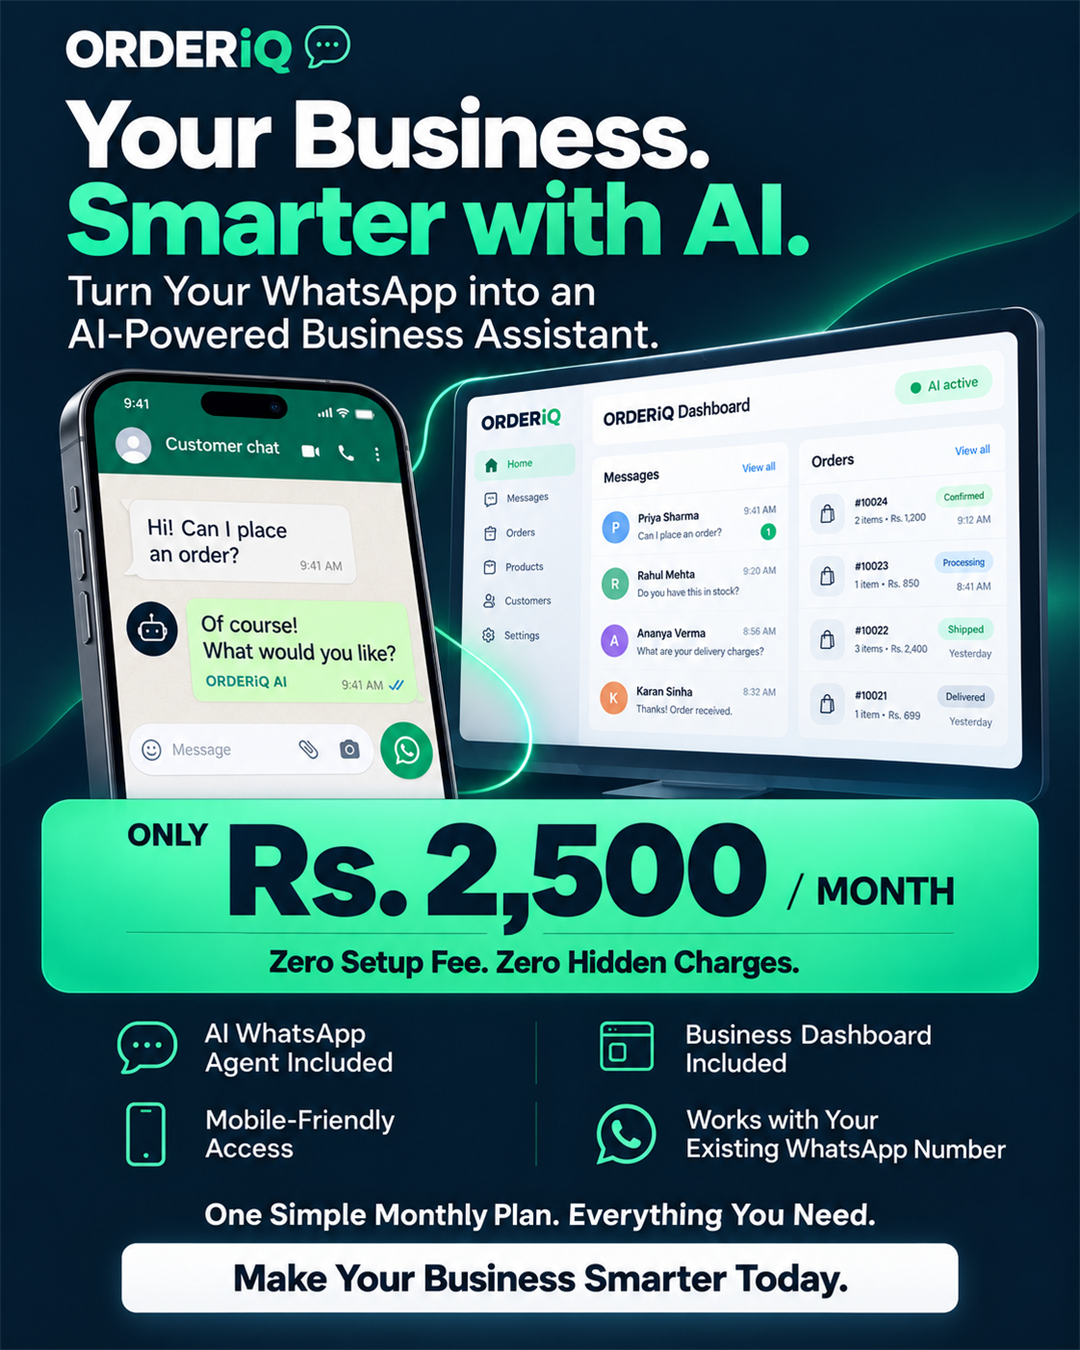 ORDERiQ
Your Business.
Smarter with AI.
Turn Your WhatsApp into an
AI-Powered Business Assistant.
9:41
Customer chat
Hi! Can I place
an order?
9:41 AM
Of course!
What would you like?
ORDERiQ AI
9:41 AM
Message
ORDERiQ
Home
Messages
Orders
Products
Customers
Settings
ORDERiQ Dashboard
AI active
Messages
View all
P
Priya Sharma
9:41 AM
Can I place an order?
1
R
Rahul Mehta
9:20 AM
Do you have this in stock?
A
Ananya Verma
8:56 AM
What are your delivery charges?
K
Karan Sinha
8:32 AM
Thanks! Order received.
Orders
View all
#10024
Confirmed
2 items • Rs. 1,200
9:12 AM
#10023
Processing
1 item • Rs. 850
8:41 AM
#10022
Shipped
3 items • Rs. 2,400
Yesterday
#10021
Delivered
1 item • Rs. 699
Yesterday
ONLY Rs. 2,500 / MONTH
Zero Setup Fee. Zero Hidden Charges.
AI WhatsApp
Agent Included
Business Dashboard
Included
Mobile-Friendly
Access
Works with Your
Existing WhatsApp Number
One Simple Monthly Plan. Everything You Need.
Make Your Business Smarter Today.